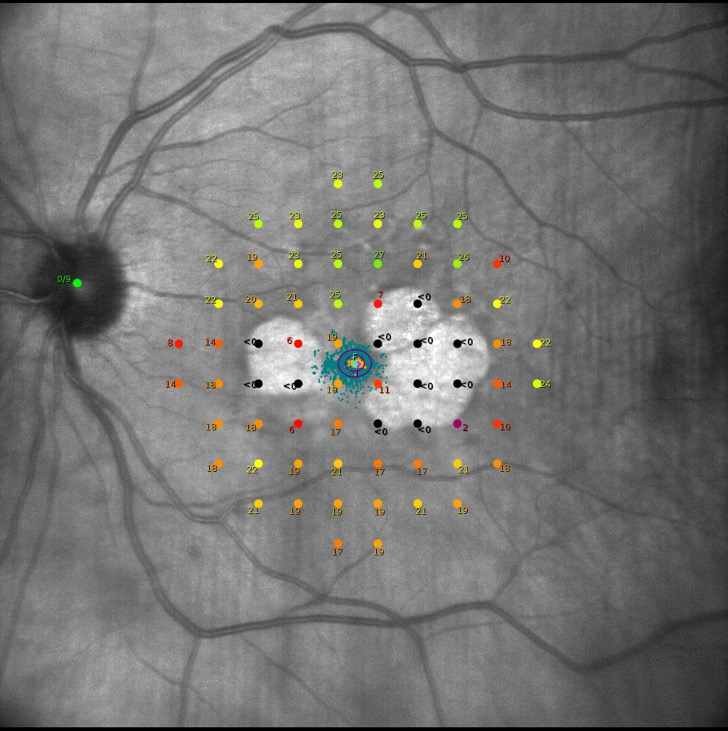 23 25
25 23 25 23 25 25
22 19 23 25 27 21 26 10
0/9
22 20 21 25 7 <0 18 22
8 14 <0 6 19 <0 <0 <0 18 22
F
14 18 <0 <0 19 11 <0 <0 14 24
18 18 6 17 <0 <0 2 10
18 22 19 21 17 17 21 18
21 19 19 19 21 19
17 19